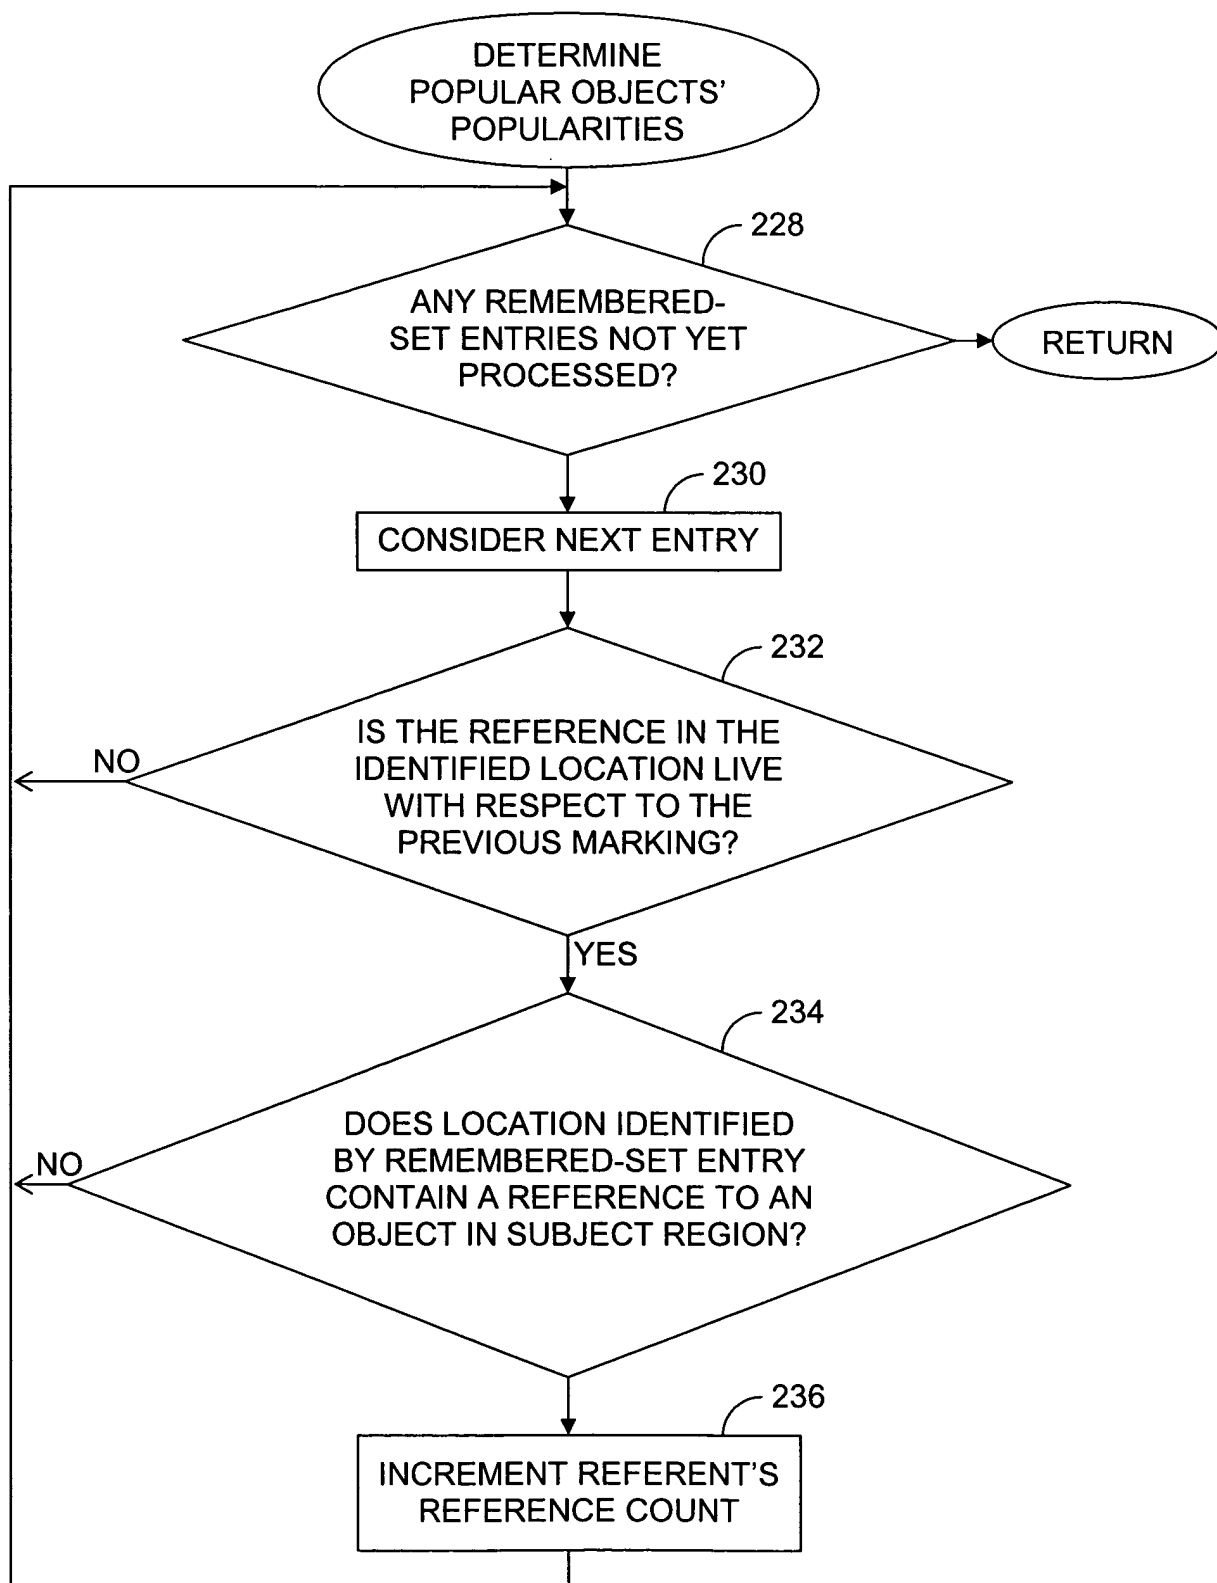 DETERMINE
POPULAR OBJECTS'
POPULARITIES
228
ANY REMEMBERED-
SET ENTRIES NOT YET
PROCESSED?
RETURN
230
CONSIDER NEXT ENTRY
232
IS THE REFERENCE IN THE
IDENTIFIED LOCATION LIVE
WITH RESPECT TO THE
PREVIOUS MARKING?
NO
YES
234
DOES LOCATION IDENTIFIED
BY REMEMBERED-SET ENTRY
CONTAIN A REFERENCE TO AN
OBJECT IN SUBJECT REGION?
NO
236
INCREMENT REFERENT'S
REFERENCE COUNT